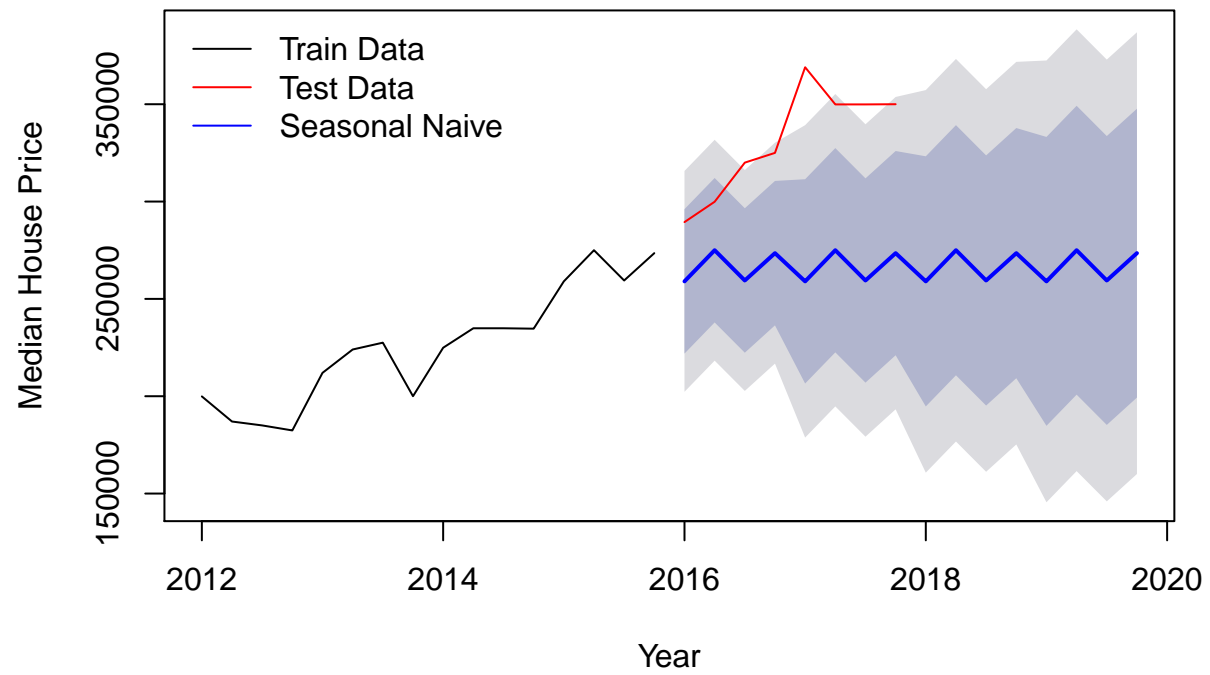 Train Data
Test Data
Seasonal Naive
Median House Price
350000
250000
150000
2012 2014 2016 2018 2020
Year